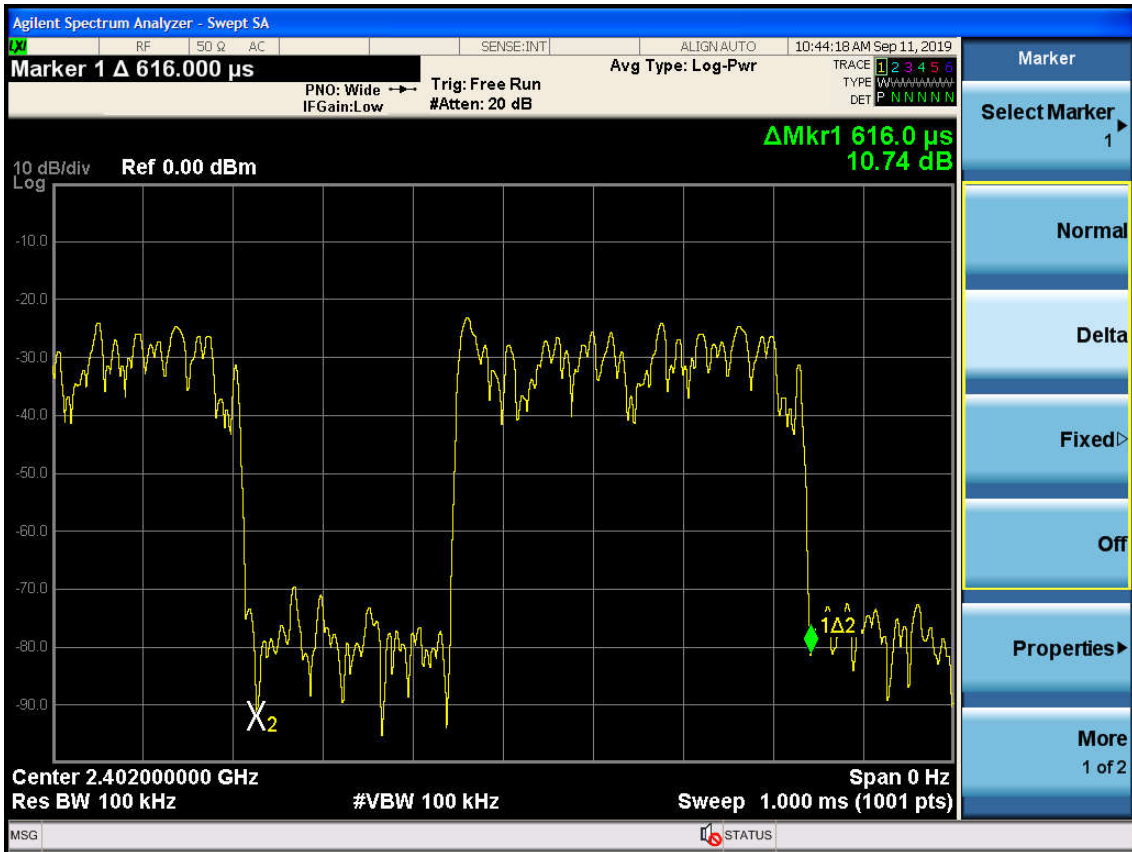 Agilent Spectrum Analyzer - Swept SA
LXI RF 50 Ω AC SENSE:INT ALIGN AUTO 10:44:18 AM Sep 11, 2019
Marker 1 Δ 616.000 µs
PNO: Wide
IFGain:Low
Trig: Free Run
#Atten: 20 dB
Avg Type: Log-Pwr
TRACE 1 2 3 4 5 6
TYPE WWWWWW
DET P N N N N N
ΔMkr1 616.0 µs
10.74 dB
10 dB/div
Log
Ref 0.00 dBm
-10.0
-20.0
-30.0
-40.0
-50.0
-60.0
-70.0
-80.0
-90.0
1Δ2
X2
Center 2.402000000 GHz
Span 0 Hz
Res BW 100 kHz
#VBW 100 kHz
Sweep 1.000 ms (1001 pts)
MSG
STATUS
Marker
Select Marker
1
Normal
Delta
Fixed
Off
Properties
More
1 of 2